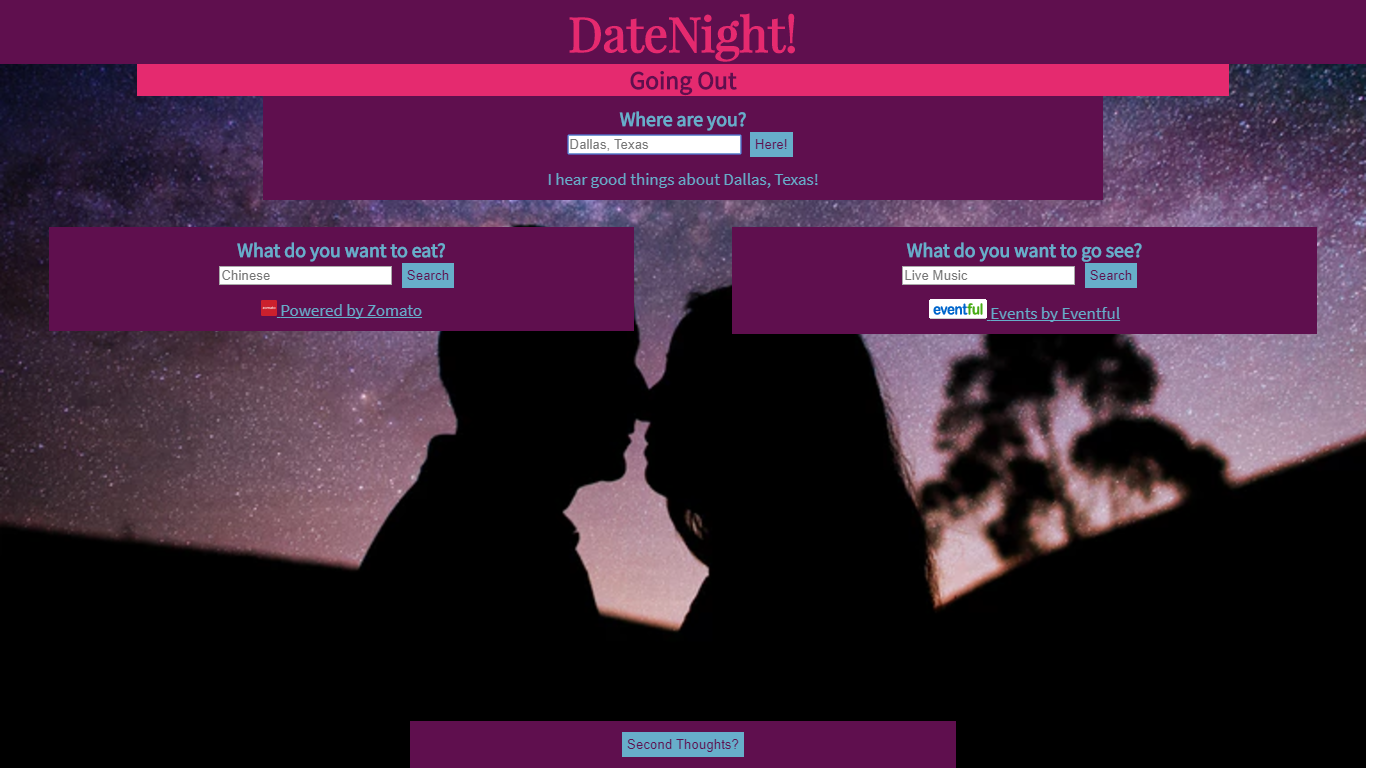 DateNight!
Going Out
Where are you?
Dallas, Texas Here!
I hear good things about Dallas, Texas!
What do you want to eat?
Chinese Search
zomato Powered by Zomato
What do you want to go see?
Live Music Search
eventful Events by Eventful
Second Thoughts?